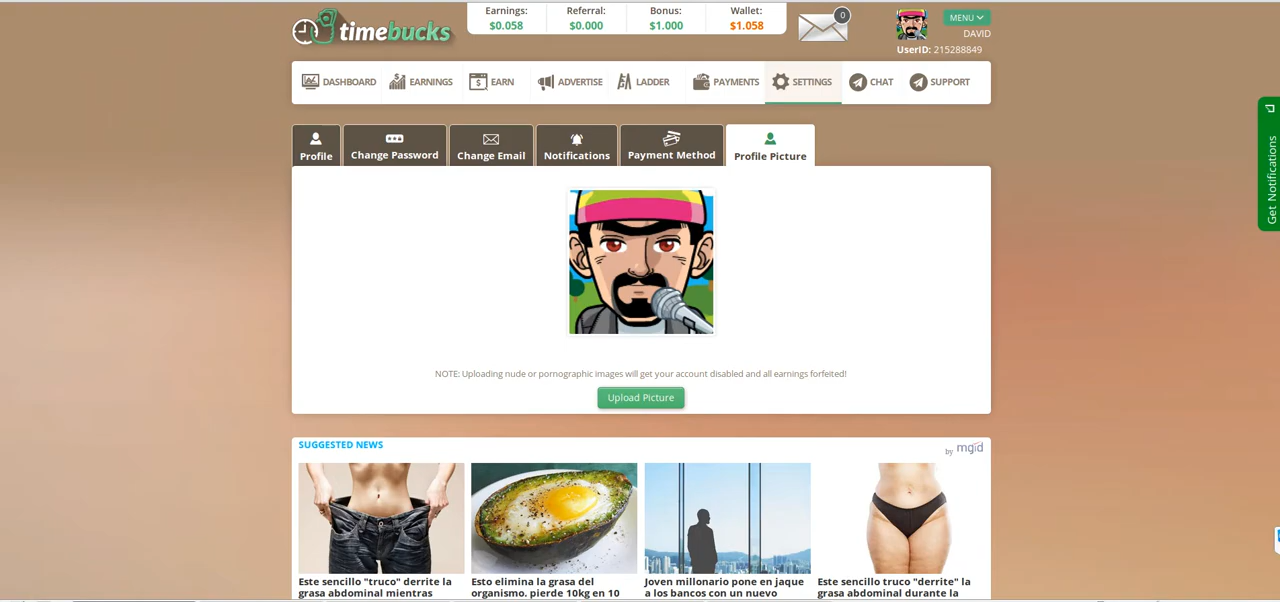 Earnings: Referral: Bonus: Wallet:
$0.058 $0.000 $1.000 $1.058
timebucks
0
MENU
DAVID
UserID: 215288849
DASHBOARD EARNINGS EARN ADVERTISE LADDER PAYMENTS SETTINGS CHAT SUPPORT
Profile Change Password Change Email Notifications Payment Method Profile Picture
Get Notifications
NOTE: Uploading nude or pornographic images will get your account disabled and all earnings forfeited!
Upload Picture
SUGGESTED NEWS
by mgid
Este sencillo "truco" derrite la
grasa abdominal mientras
Esto elimina la grasa del
organismo. pierde 10kg en 10
Joven millonario pone en jaque
a los bancos con un nuevo
Este sencillo truco "derrite" la
grasa abdominal durante la